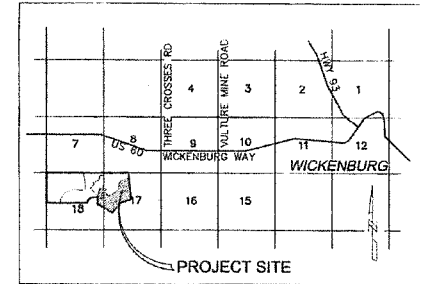 THREE CROSSES RD
VULTURE MINE ROAD
HWY 93
4
3
2
1
7
8
9
10
11
12
US 60
WICKENBURG WAY
WICKENBURG
18
17
16
15
PROJECT SITE